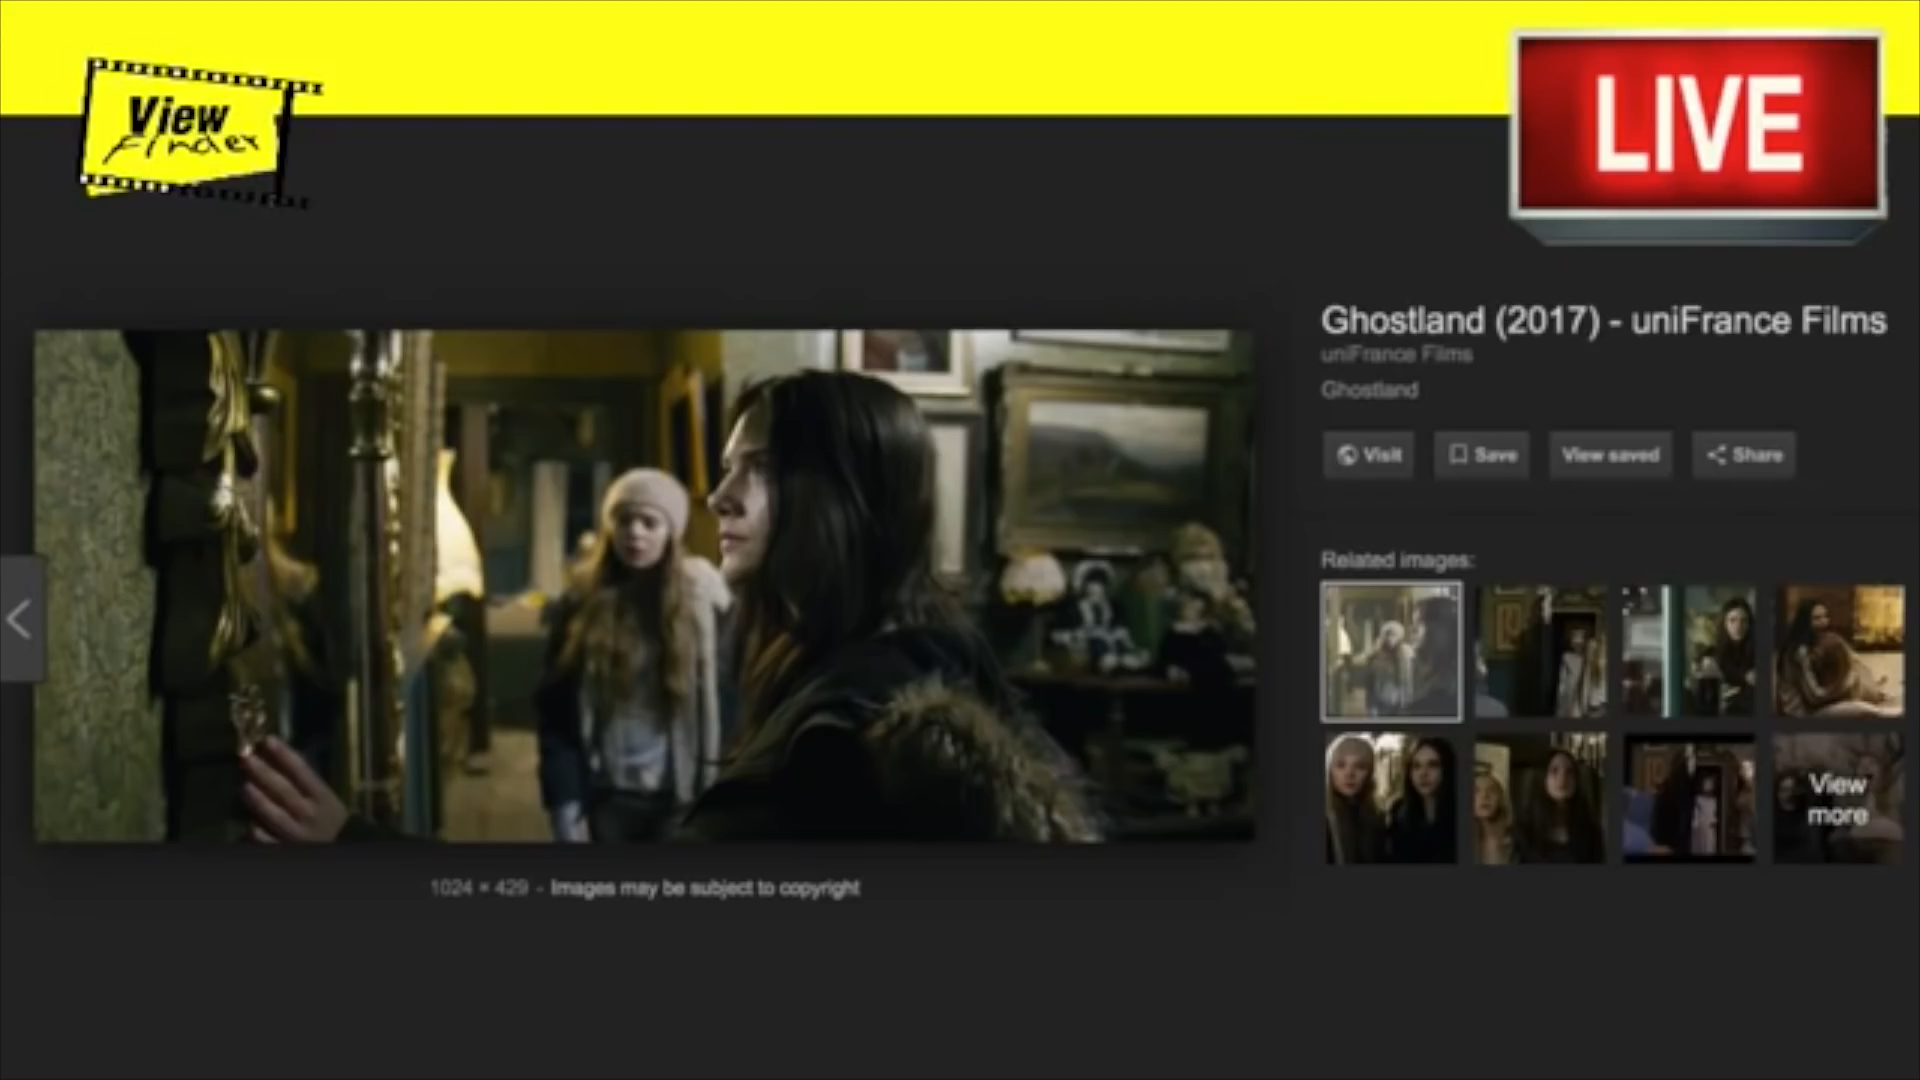 View
Finder
LIVE
Ghostland (2017) - uniFrance Films
uniFrance Films
Ghostland
Visit
Save
View saved
Share
Related images:
View
more
1024 × 429 - Images may be subject to copyright